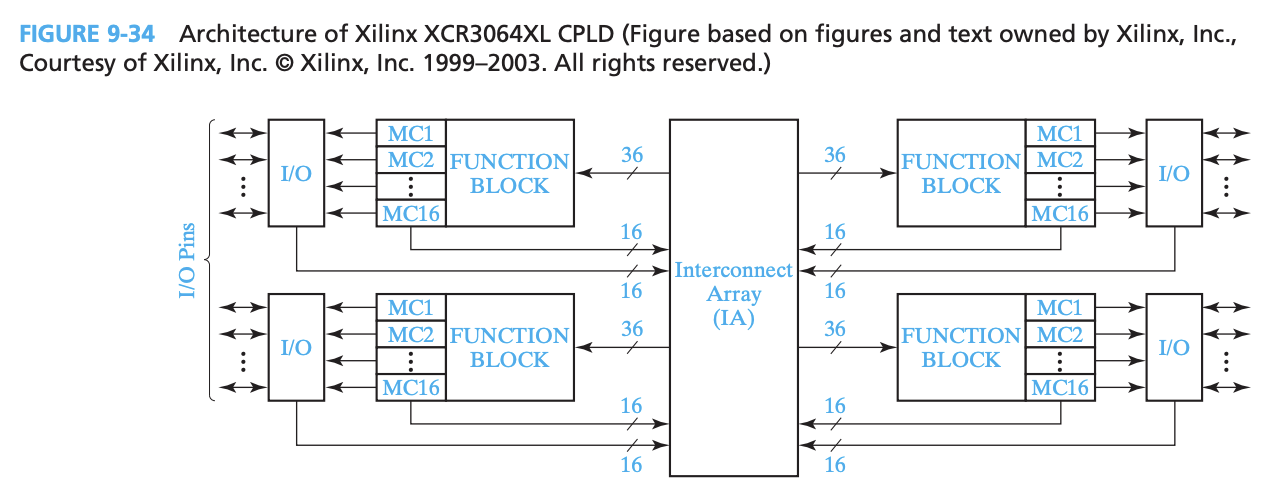 FIGURE 9-34 Architecture of Xilinx XCR3064XL CPLD (Figure based on figures and text owned by Xilinx, Inc.,
Courtesy of Xilinx, Inc. © Xilinx, Inc. 1999–2003. All rights reserved.)
I/O Pins
I/O
MC1
MC2
MC16
FUNCTION
BLOCK
36
16
16
I/O
MC1
MC2
MC16
FUNCTION
BLOCK
36
16
16
Interconnect
Array
(IA)
36
16
16
FUNCTION
BLOCK
MC1
MC2
MC16
I/O
36
16
16
FUNCTION
BLOCK
MC1
MC2
MC16
I/O